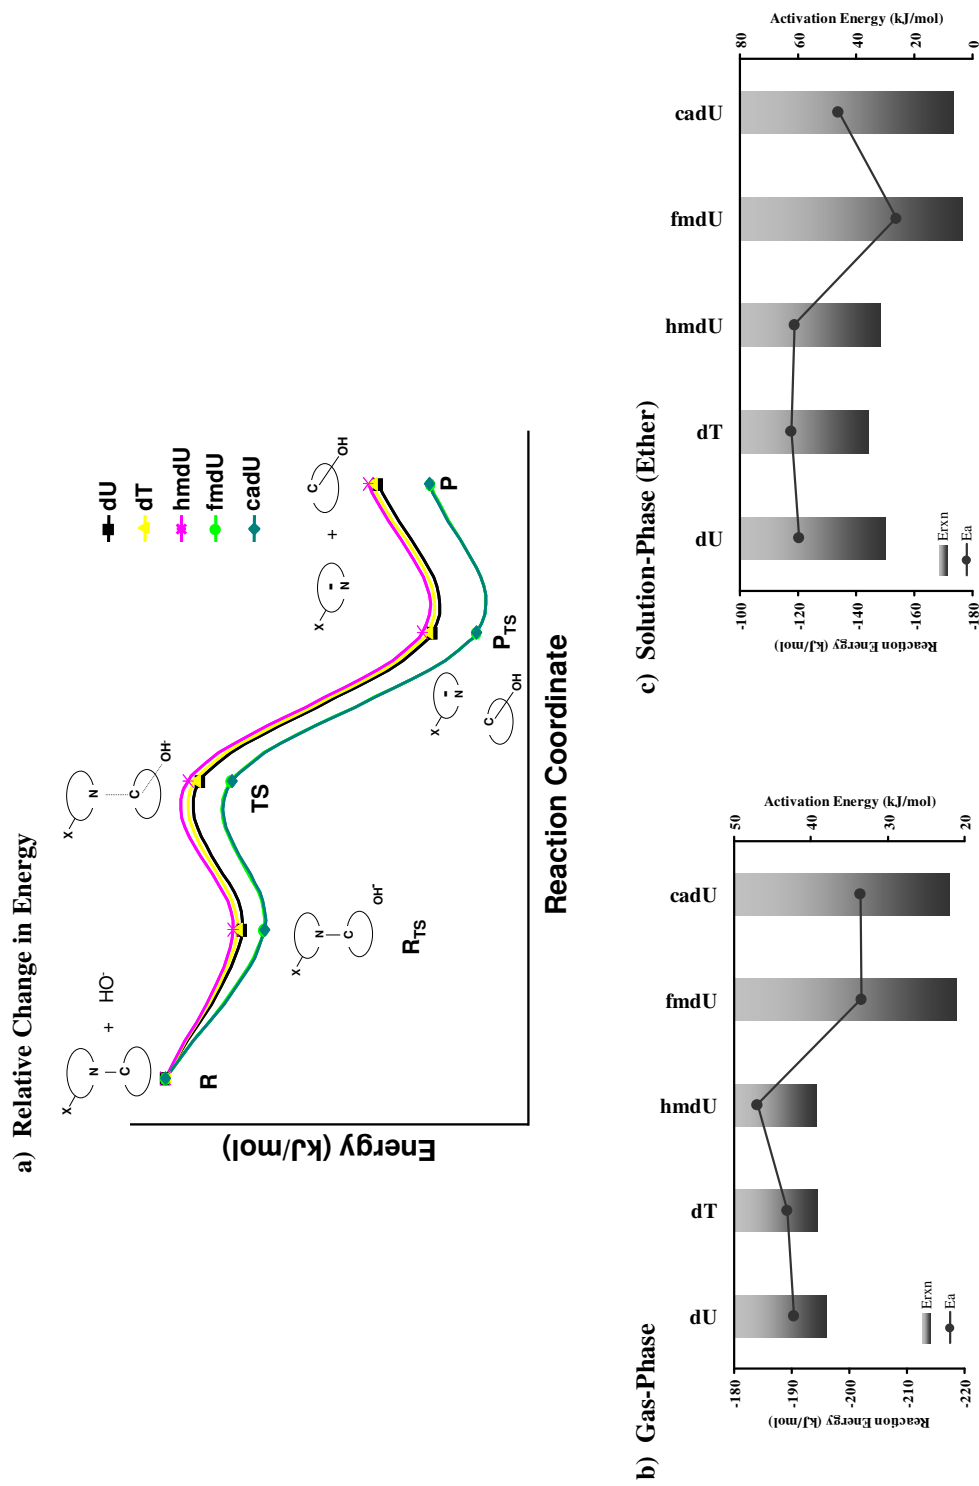 a) Relative Change in Energy
X
N
C
+ HO-
X
N
C
OH-
X
N
C
OH-
X
N
-
C
OH
X
N
-
+
C
OH
dU
dT
hmdU
fmdU
cadU
R
RTS
TS
PTS
P
Energy (kJ/mol)
Reaction Coordinate
b) Gas-Phase
dU
dT
hmdU
fmdU
cadU
-180
-190
-200
-210
-220
Reaction Energy (kJ/mol)
50
40
30
20
Activation Energy (kJ/mol)
Erxn
Ea
c) Solution-Phase (Ether)
dU
dT
hmdU
fmdU
cadU
-100
-120
-140
-160
-180
Reaction Energy (kJ/mol)
80
60
40
20
0
Activation Energy (kJ/mol)
Erxn
Ea